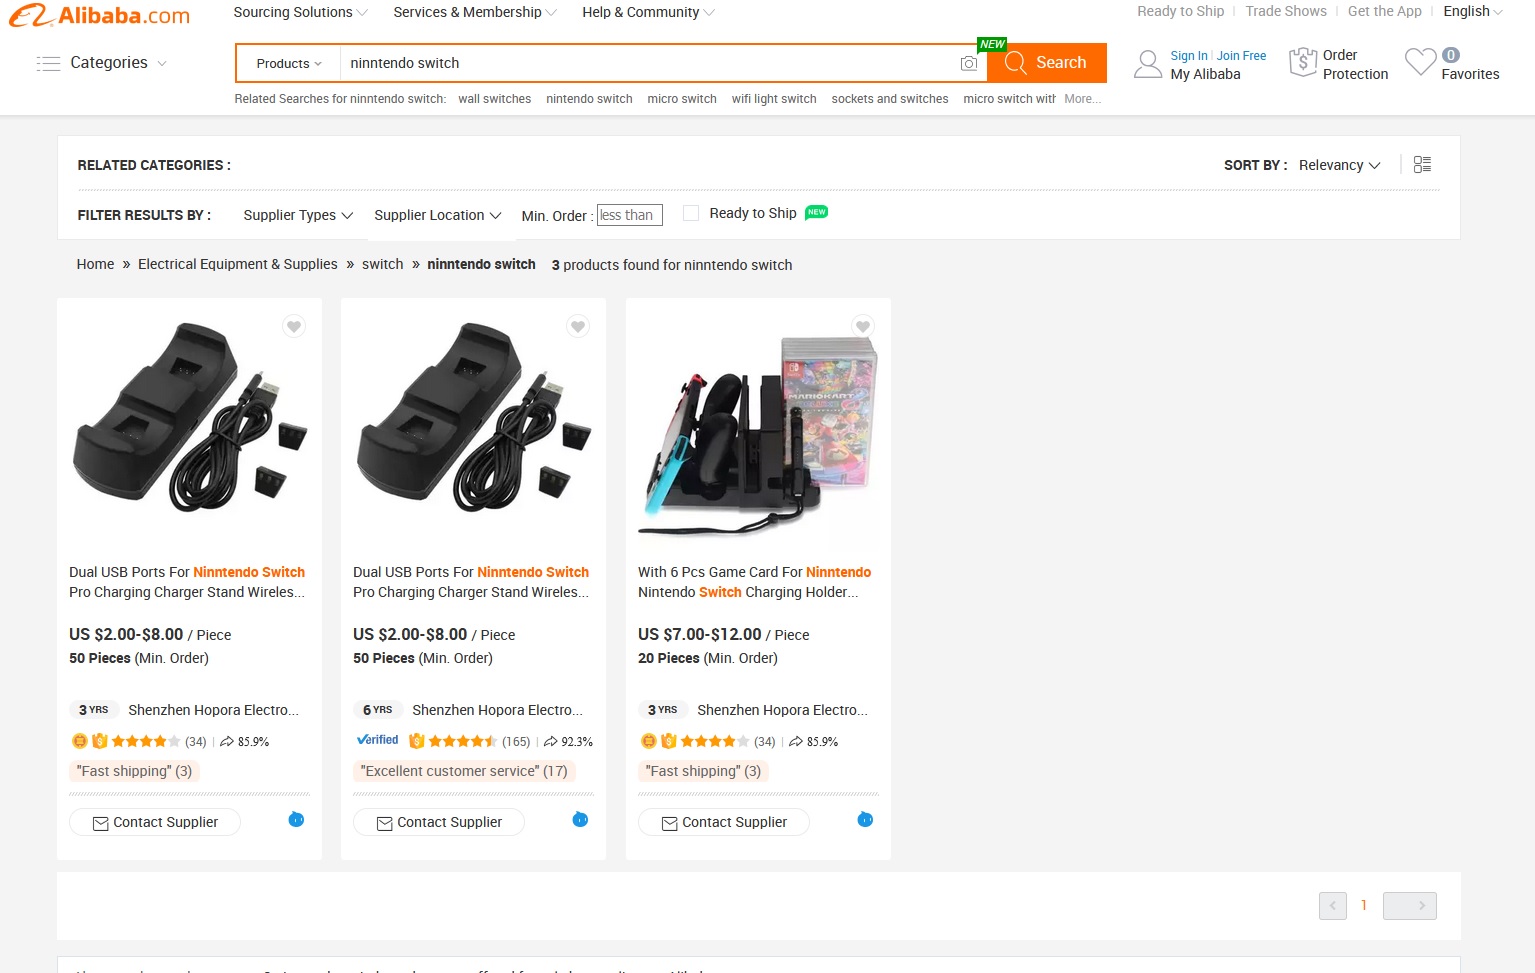 Alibaba.com
Sourcing Solutions
Services & Membership
Help & Community
Ready to Ship
Trade Shows
Get the App
English
Categories
Products
ninntendo switch
NEW
Search
Sign In | Join Free
My Alibaba
Order
Protection
0
Favorites
Related Searches for ninntendo switch: wall switches nintendo switch micro switch wifi light switch sockets and switches micro switch with More...
RELATED CATEGORIES :
SORT BY : Relevancy
FILTER RESULTS BY : Supplier Types Supplier Location Min. Order : less than Ready to Ship NEW
Home » Electrical Equipment & Supplies » switch » ninntendo switch 3 products found for ninntendo switch
Dual USB Ports For Ninntendo Switch
Pro Charging Charger Stand Wireles...
US $2.00-$8.00 / Piece
50 Pieces (Min. Order)
3 YRS Shenzhen Hopora Electro...
(34) | 85.9%
"Fast shipping" (3)
Contact Supplier
Dual USB Ports For Ninntendo Switch
Pro Charging Charger Stand Wireles...
US $2.00-$8.00 / Piece
50 Pieces (Min. Order)
6 YRS Shenzhen Hopora Electro...
Verified (165) | 92.3%
"Excellent customer service" (17)
Contact Supplier
MARIOKART
With 6 Pcs Game Card For Ninntendo
Nintendo Switch Charging Holder...
US $7.00-$12.00 / Piece
20 Pieces (Min. Order)
3 YRS Shenzhen Hopora Electro...
(34) | 85.9%
"Fast shipping" (3)
Contact Supplier
1